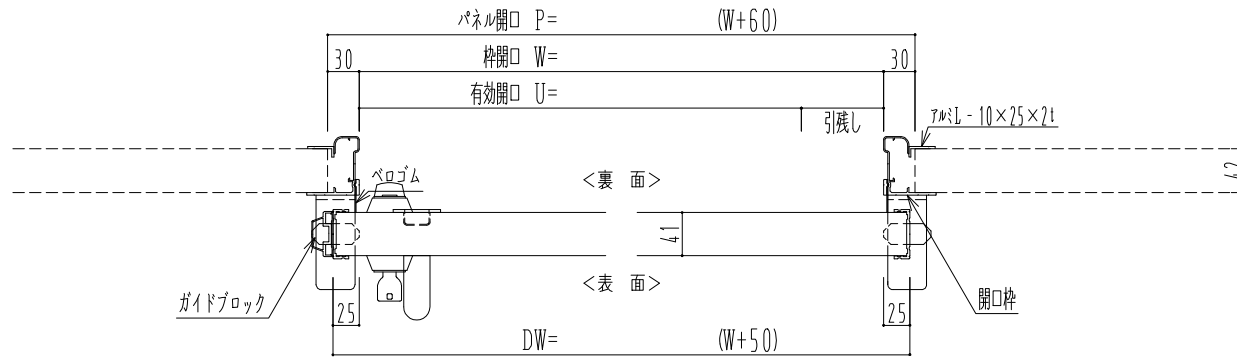 パネル開口 P= (W+60)
30 枠開口 W= 30
有効開口 U=
引残し
アルミL-10×25×2t
ベロゴム
<裏 面>
42
41
<表 面>
ガイドブロック
開口枠
25 25
DW= (W+50)